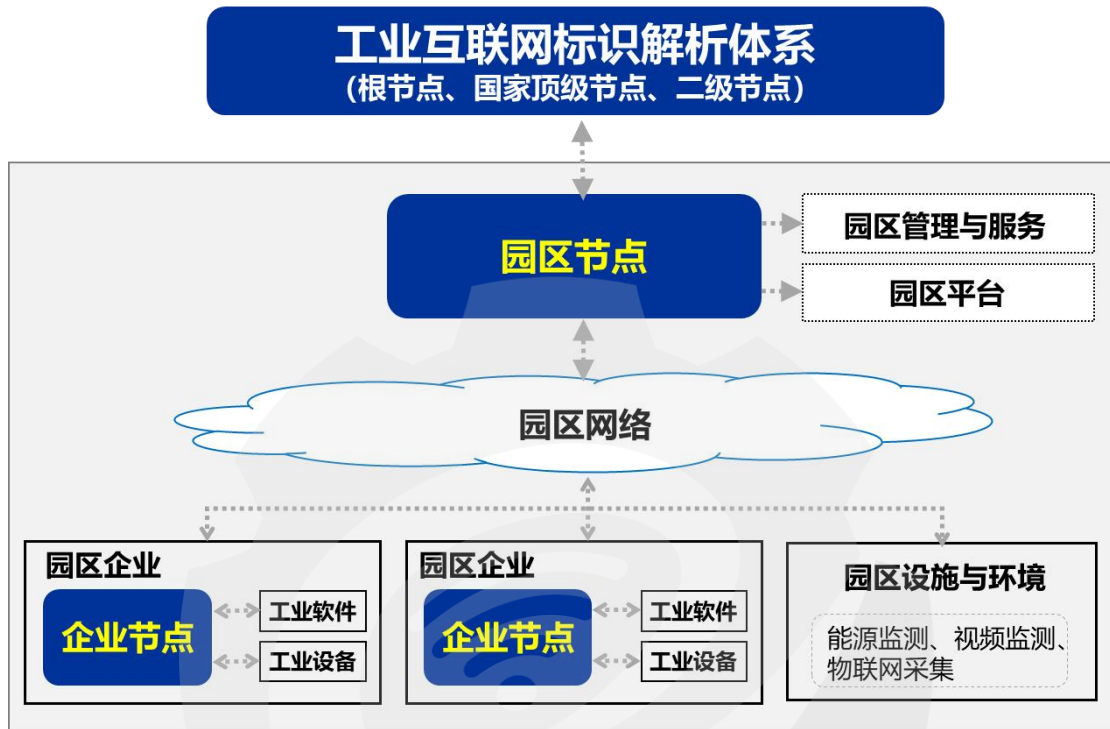 工业互联网标识解析体系
（根节点、国家顶级节点、二级节点）
园区节点
园区管理与服务
园区平台
园区网络
园区企业
企业节点
工业软件
工业设备
园区企业
企业节点
工业软件
工业设备
园区设施与环境
能源监测、视频监测、
物联网采集